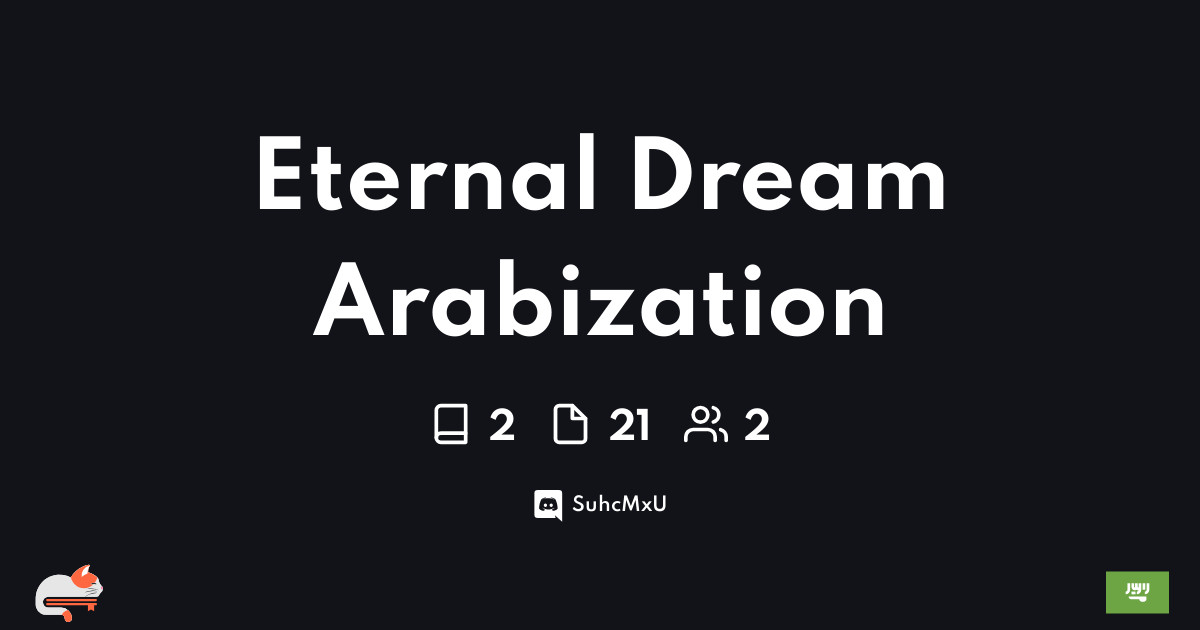 Eternal Dream
Arabization
2 21 2
SuhcMxU